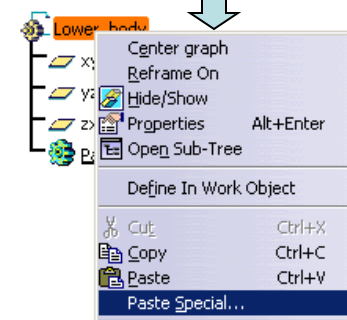 Lower_body
Center graph
Reframe On
Hide/Show
Properties Alt+Enter
Open Sub-Tree
Define In Work Object
Cut Ctrl+X
Copy Ctrl+C
Paste Ctrl+V
Paste Special...